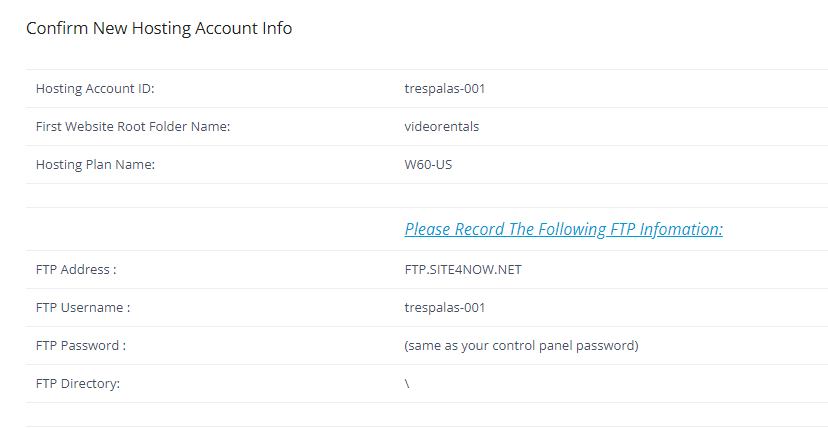 Confirm New Hosting Account Info
Hosting Account ID: trespalas-001
First Website Root Folder Name: videorentals
Hosting Plan Name: W60-US
Please Record The Following FTP Infomation:
FTP Address : FTP.SITE4NOW.NET
FTP Username : trespalas-001
FTP Password : (same as your control panel password)
FTP Directory: \